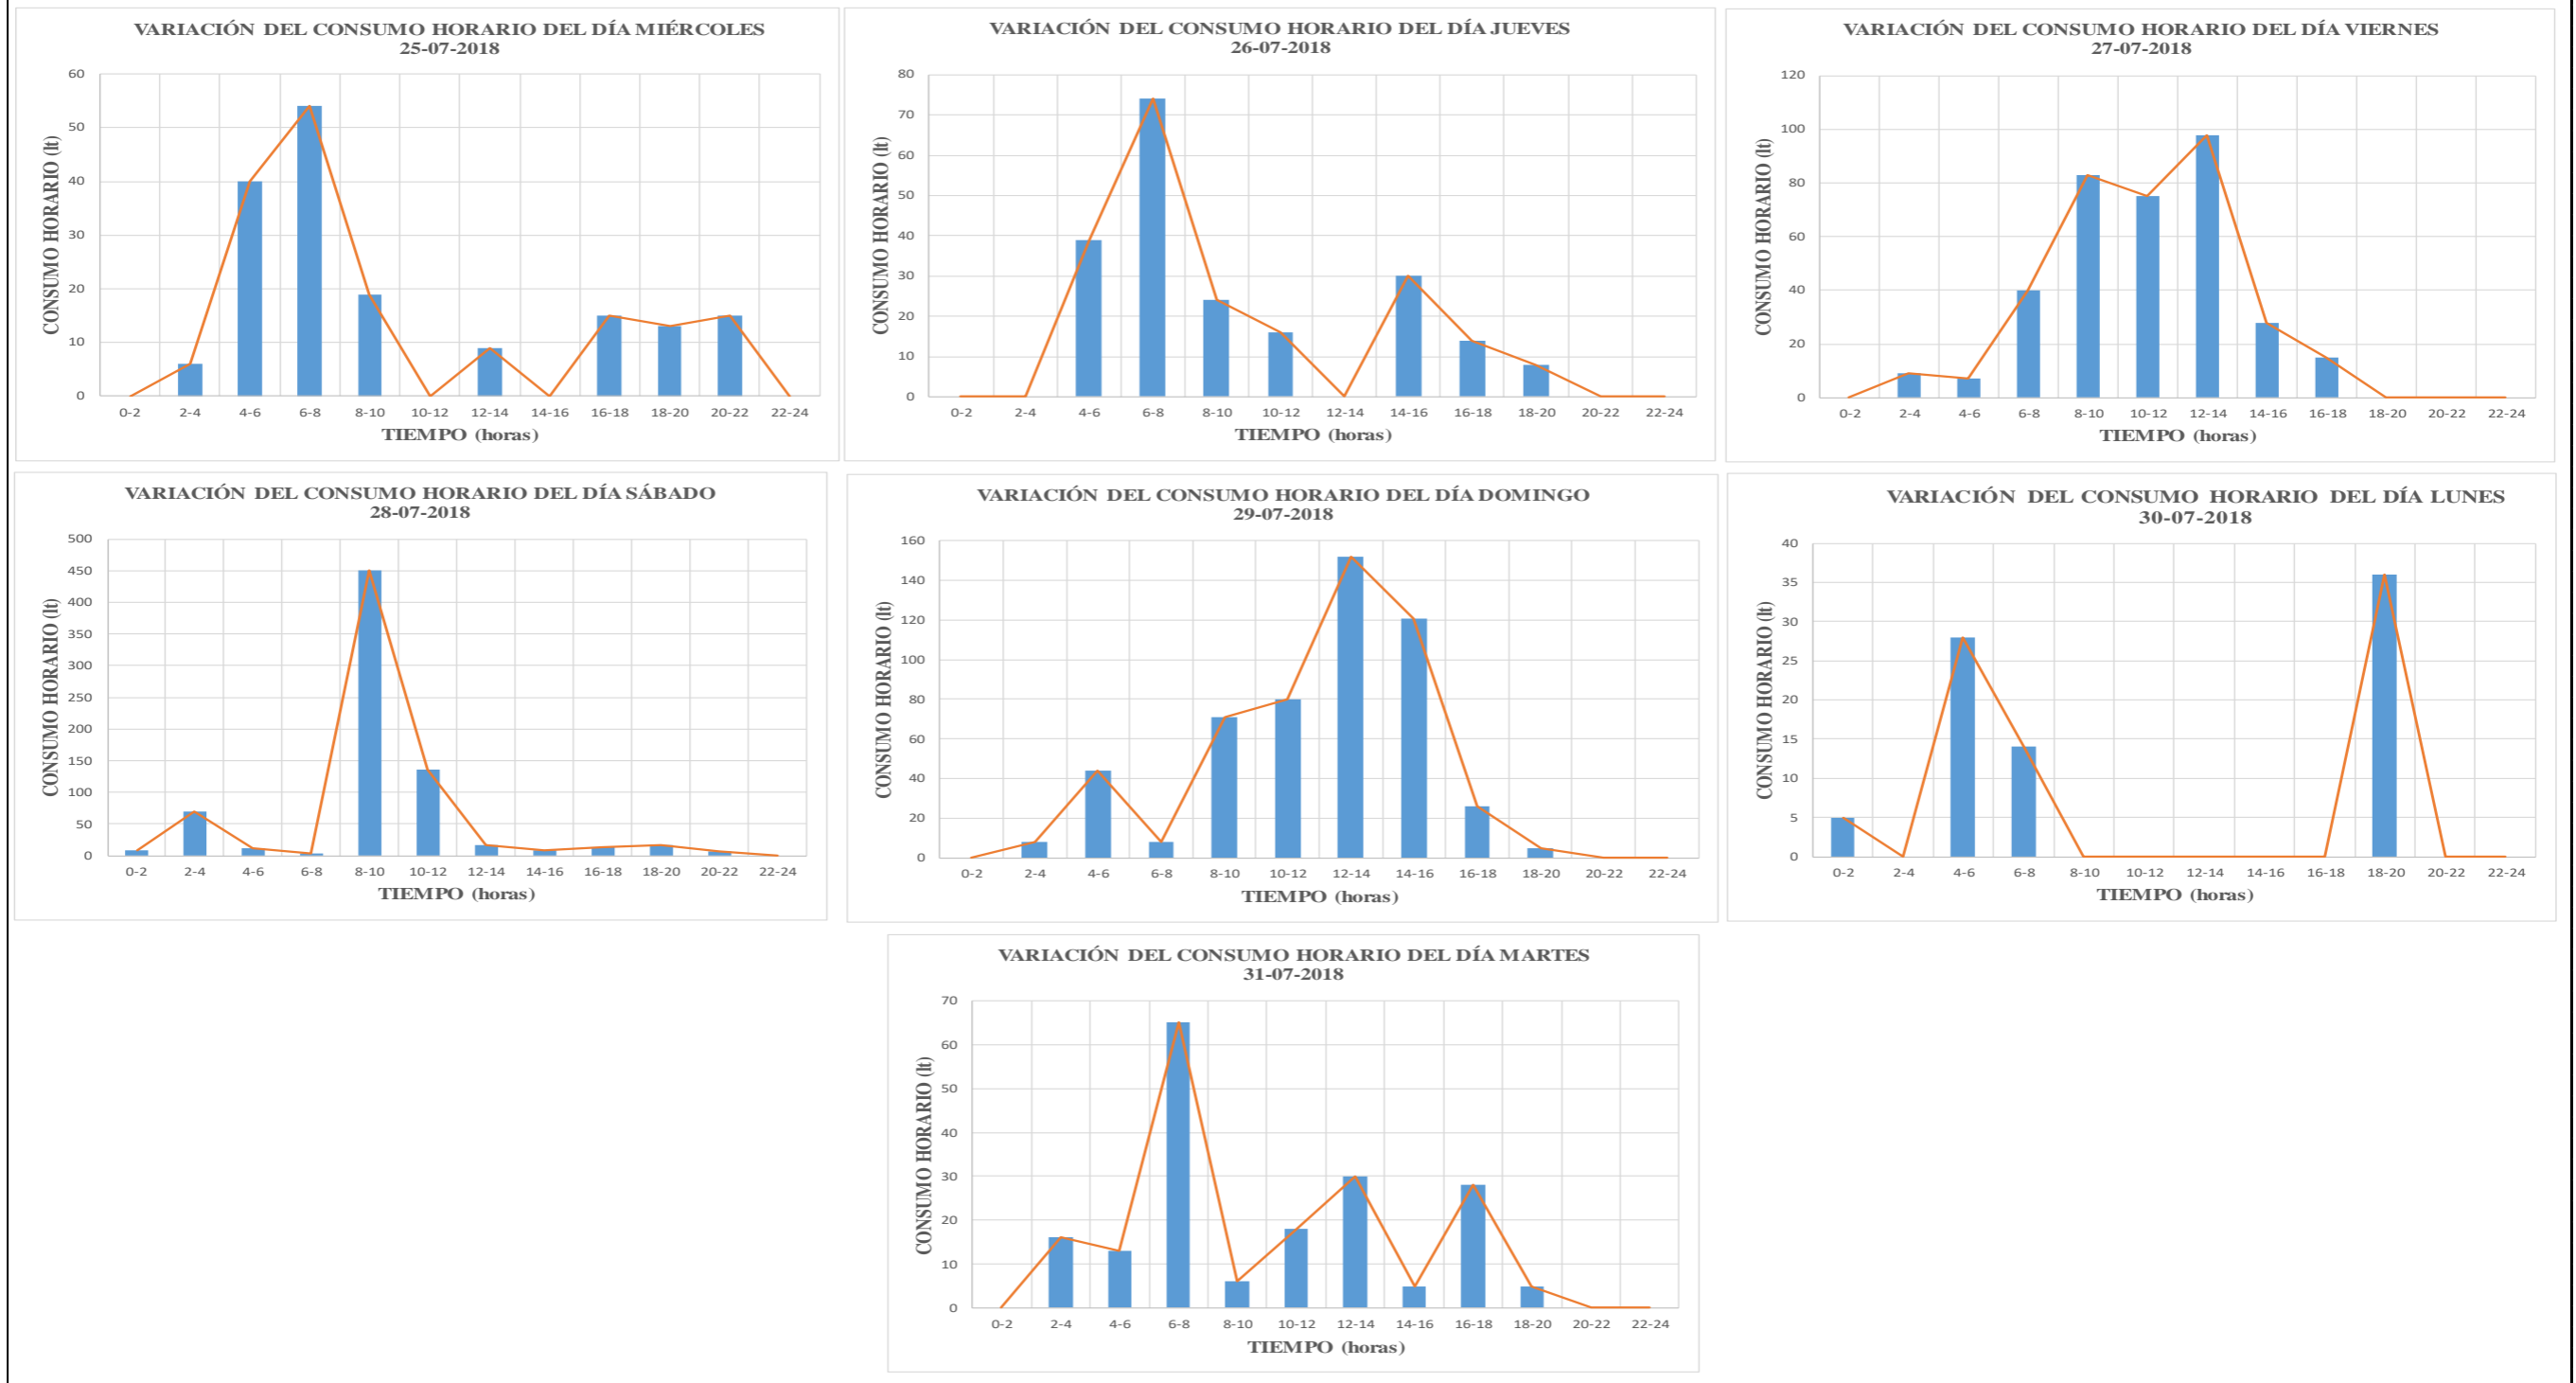 VARIACIÓN DEL CONSUMO HORARIO DEL DÍA MIÉRCOLES
25-07-2018
CONSUMO HORARIO (lt)
60
50
40
30
20
10
0
0-2 2-4 4-6 6-8 8-10 10-12 12-14 14-16 16-18 18-20 20-22 22-24
TIEMPO (horas)
VARIACIÓN DEL CONSUMO HORARIO DEL DÍA JUEVES
26-07-2018
CONSUMO HORARIO (lt)
80
70
60
50
40
30
20
10
0
0-2 2-4 4-6 6-8 8-10 10-12 12-14 14-16 16-18 18-20 20-22 22-24
TIEMPO (horas)
VARIACIÓN DEL CONSUMO HORARIO DEL DÍA VIERNES
27-07-2018
CONSUMO HORARIO (lt)
120
100
80
60
40
20
0
0-2 2-4 4-6 6-8 8-10 10-12 12-14 14-16 16-18 18-20 20-22 22-24
TIEMPO (horas)
VARIACIÓN DEL CONSUMO HORARIO DEL DÍA SÁBADO
28-07-2018
CONSUMO HORARIO (lt)
500
450
400
350
300
250
200
150
100
50
0
0-2 2-4 4-6 6-8 8-10 10-12 12-14 14-16 16-18 18-20 20-22 22-24
TIEMPO (horas)
VARIACIÓN DEL CONSUMO HORARIO DEL DÍA DOMINGO
29-07-2018
CONSUMO HORARIO (lt)
160
140
120
100
80
60
40
20
0
0-2 2-4 4-6 6-8 8-10 10-12 12-14 14-16 16-18 18-20 20-22 22-24
TIEMPO (horas)
VARIACIÓN DEL CONSUMO HORARIO DEL DÍA LUNES
30-07-2018
CONSUMO HORARIO (lt)
40
35
30
25
20
15
10
5
0
0-2 2-4 4-6 6-8 8-10 10-12 12-14 14-16 16-18 18-20 20-22 22-24
TIEMPO (horas)
VARIACIÓN DEL CONSUMO HORARIO DEL DÍA MARTES
31-07-2018
CONSUMO HORARIO (lt)
70
60
50
40
30
20
10
0
0-2 2-4 4-6 6-8 8-10 10-12 12-14 14-16 16-18 18-20 20-22 22-24
TIEMPO (horas)